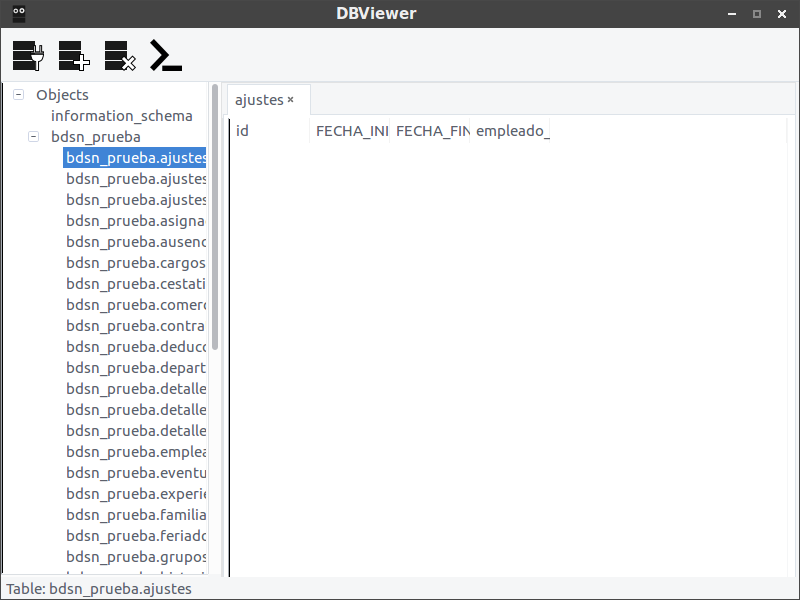 DBViewer
Objects
information_schema
bdsn_prueba
bdsn_prueba.ajustes
bdsn_prueba.ajustes
bdsn_prueba.ajustes
bdsn_prueba.asigna
bdsn_prueba.ausenc
bdsn_prueba.cargos
bdsn_prueba.cestati
bdsn_prueba.comerc
bdsn_prueba.contra
bdsn_prueba.deducc
bdsn_prueba.depart
bdsn_prueba.detalle
bdsn_prueba.detalle
bdsn_prueba.detalle
bdsn_prueba.emplea
bdsn_prueba.eventu
bdsn_prueba.experie
bdsn_prueba.familia
bdsn_prueba.feriado
bdsn_prueba.grupos
ajustes ×
id FECHA_INI FECHA_FIN empleado_
Table: bdsn_prueba.ajustes